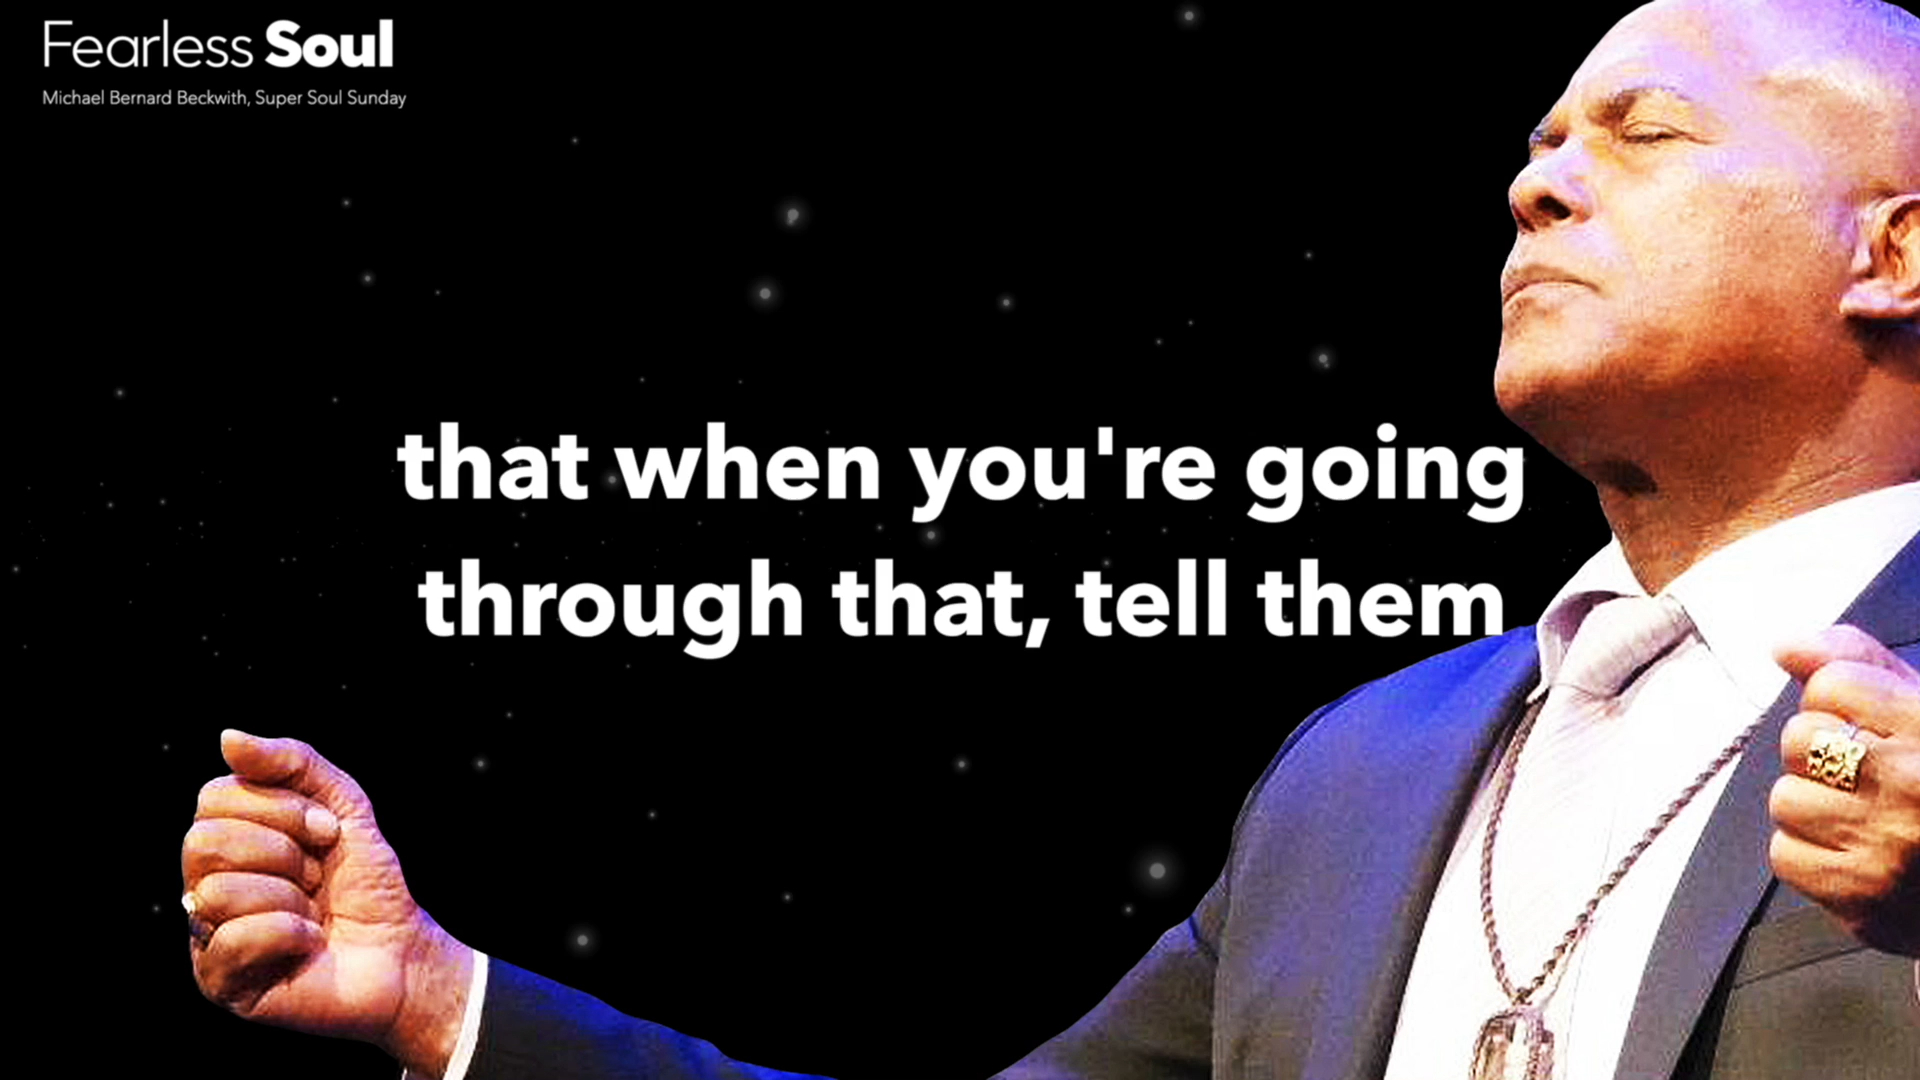 Fearless Soul
Michael Bernard Beckwith, Super Soul Sunday
that when you're going
through that, tell them